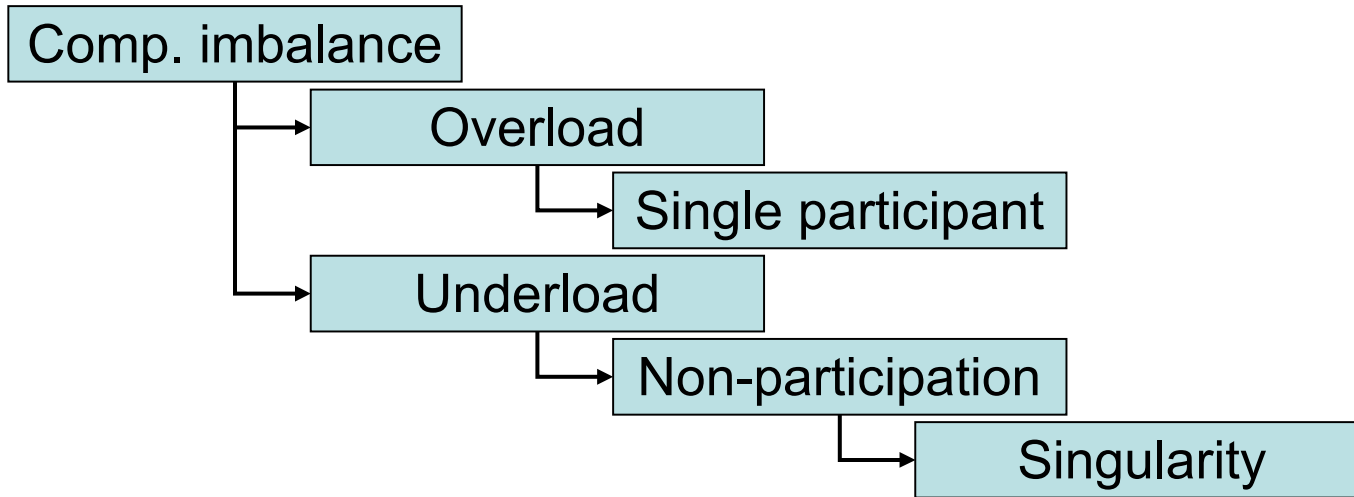 Comp. imbalance
Overload
Single participant
Underload
Non-participation
Singularity